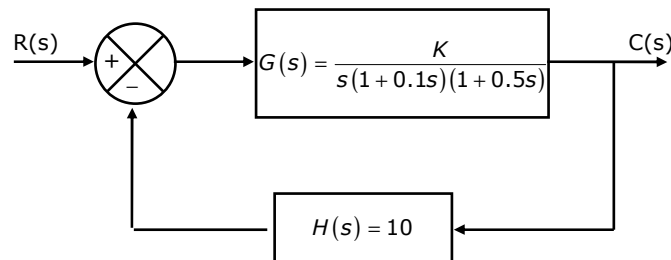 R(s)
+
−
G(s) = K / s(1+0.1s)(1+0.5s)
C(s)
H(s) = 10